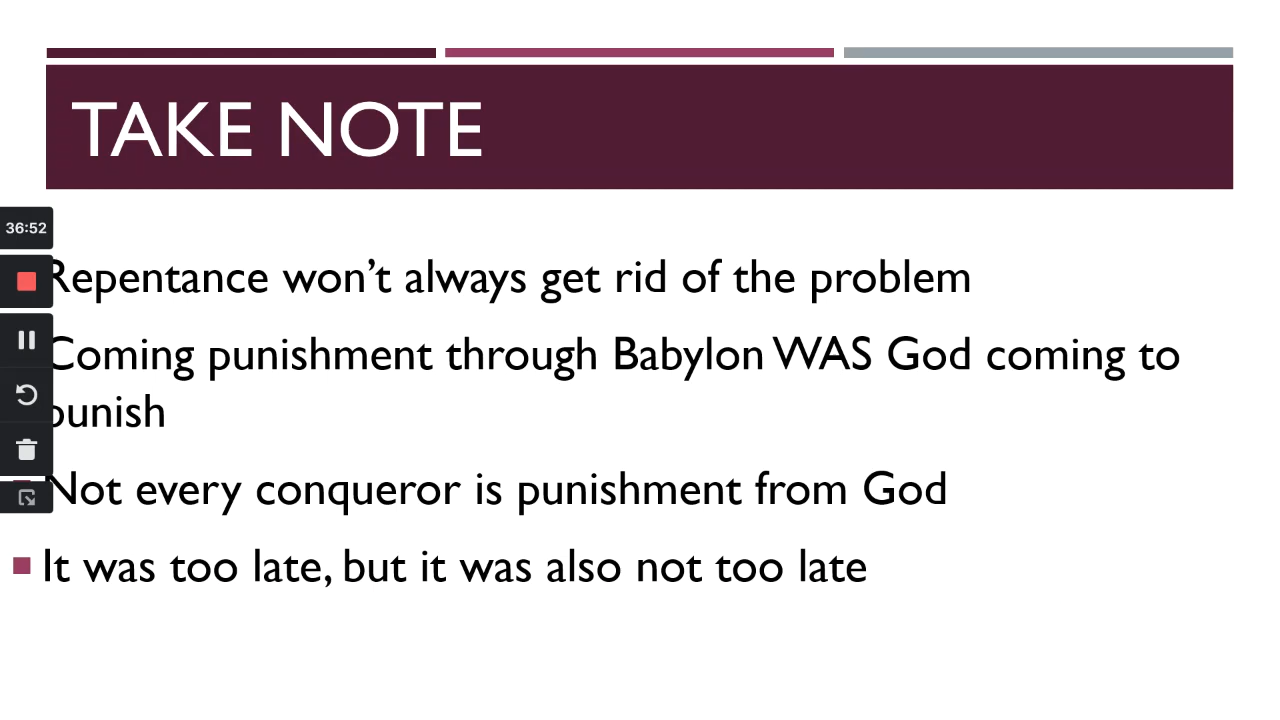 TAKE NOTE
36:52
Repentance won't always get rid of the problem
Coming punishment through Babylon WAS God coming to
punish
Not every conqueror is punishment from God
It was too late, but it was also not too late